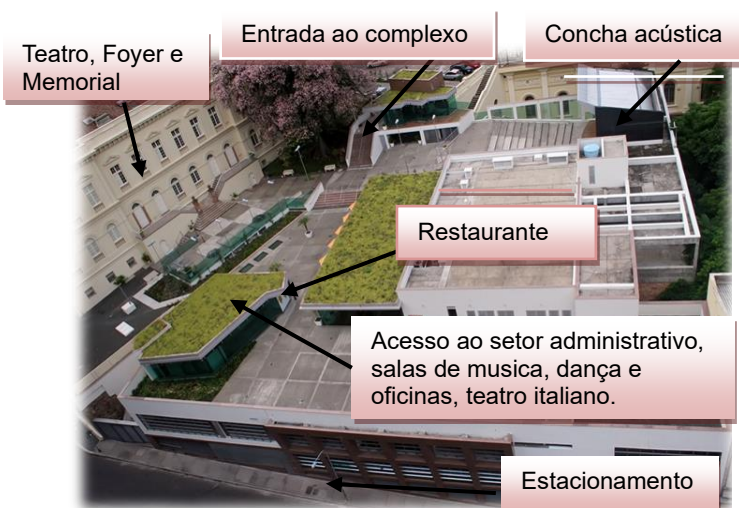 Teatro, Foyer e
Memorial
Entrada ao complexo
Concha acústica
Restaurante
Acesso ao setor administrativo,
salas de musica, dança e
oficinas, teatro italiano.
Estacionamento